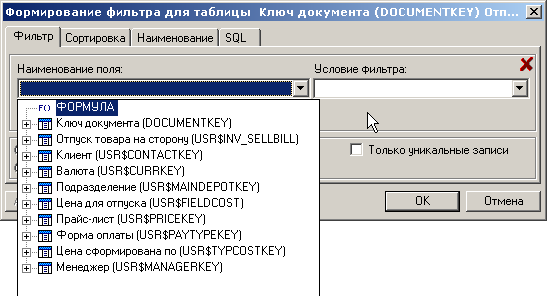 Формирование фильтра для таблицы Ключ документа (DOCUMENTKEY) Отп...
Фильтр Сортировка Наименование SQL
Наименование поля: Условие Фильтра:
F() ФОРМУЛА
Ключ документа (DOCUMENTKEY)
Отпуск товара на сторону (USR$INV_SELLBILL)
Клиент (USR$CONTACTKEY)
Только уникальные записи
Валюта (USR$CURRKEY)
Подразделение (USR$MAINDEPOTKEY)
Цена для отпуска (USR$FIELDCOST)
OK Отмена
Прайс-лист (USR$PRICEKEY)
Форма оплаты (USR$PAYTYPEKEY)
Цена сформирована по (USR$TYPCOSTKEY)
Менеджер (USR$MANAGERKEY)